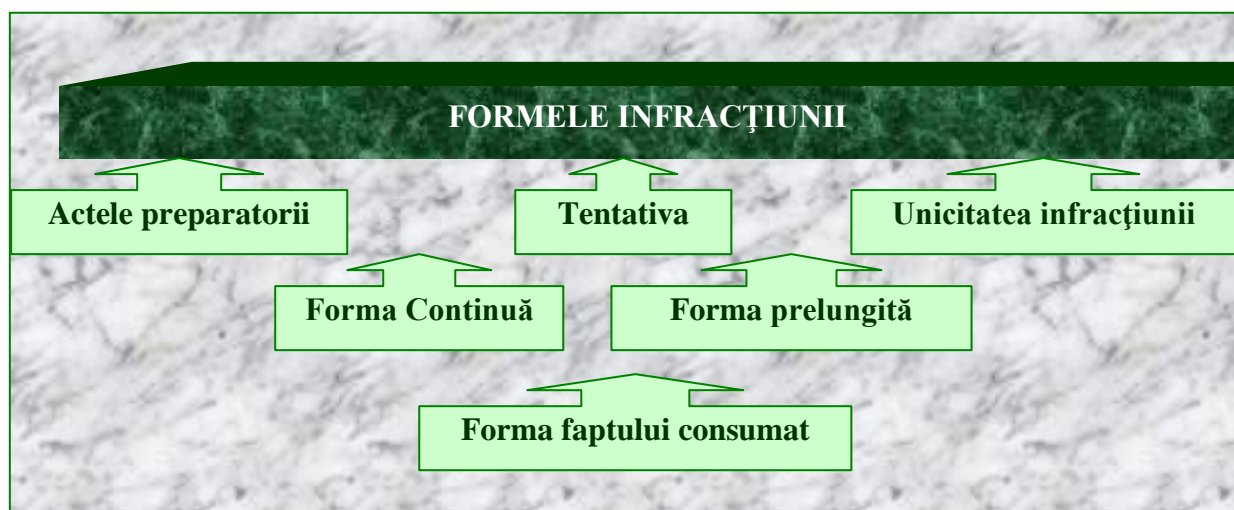 FORMELE INFRACŢIUNII
Actele preparatorii
Tentativa
Unicitatea infracţiunii
Forma Continuă
Forma prelungită
Forma faptului consumat